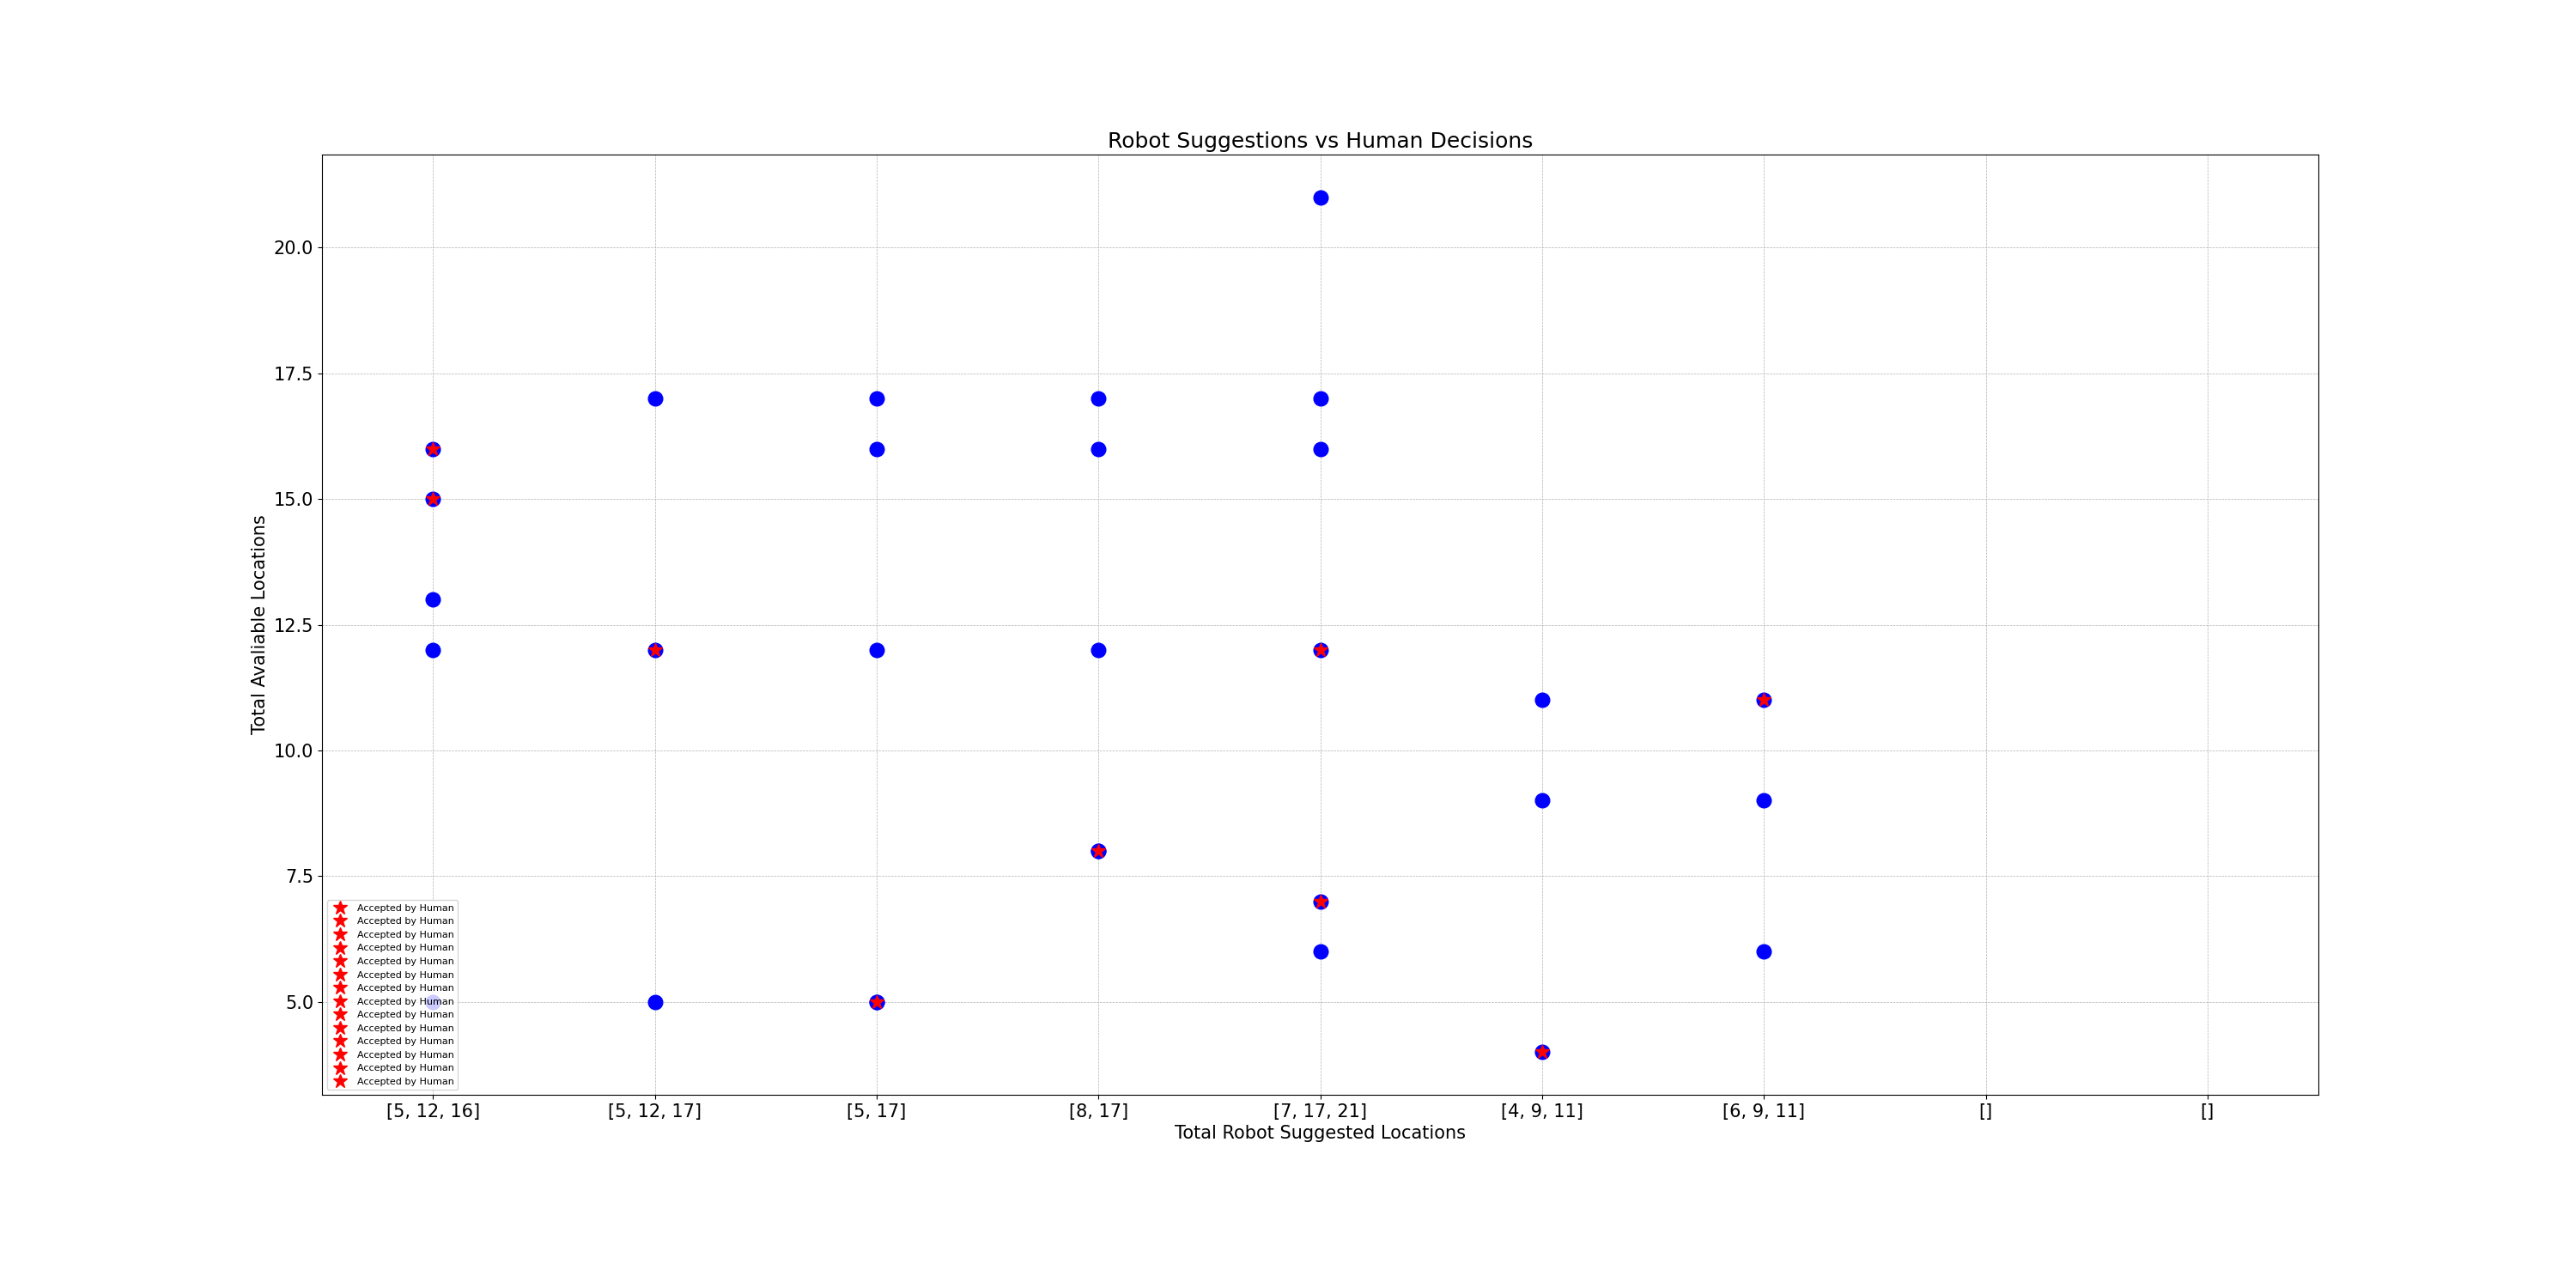 Robot Suggestions vs Human Decisions
20.0
17.5
15.0
12.5
10.0
7.5
5.0
Total Avaliable Locations
Accepted by Human
Accepted by Human
Accepted by Human
Accepted by Human
Accepted by Human
Accepted by Human
Accepted by Human
Accepted by Human
Accepted by Human
Accepted by Human
Accepted by Human
Accepted by Human
Accepted by Human
Accepted by Human
[5, 12, 16] [5, 12, 17] [5, 17] [8, 17] [7, 17, 21] [4, 9, 11] [6, 9, 11] [] []
Total Robot Suggested Locations